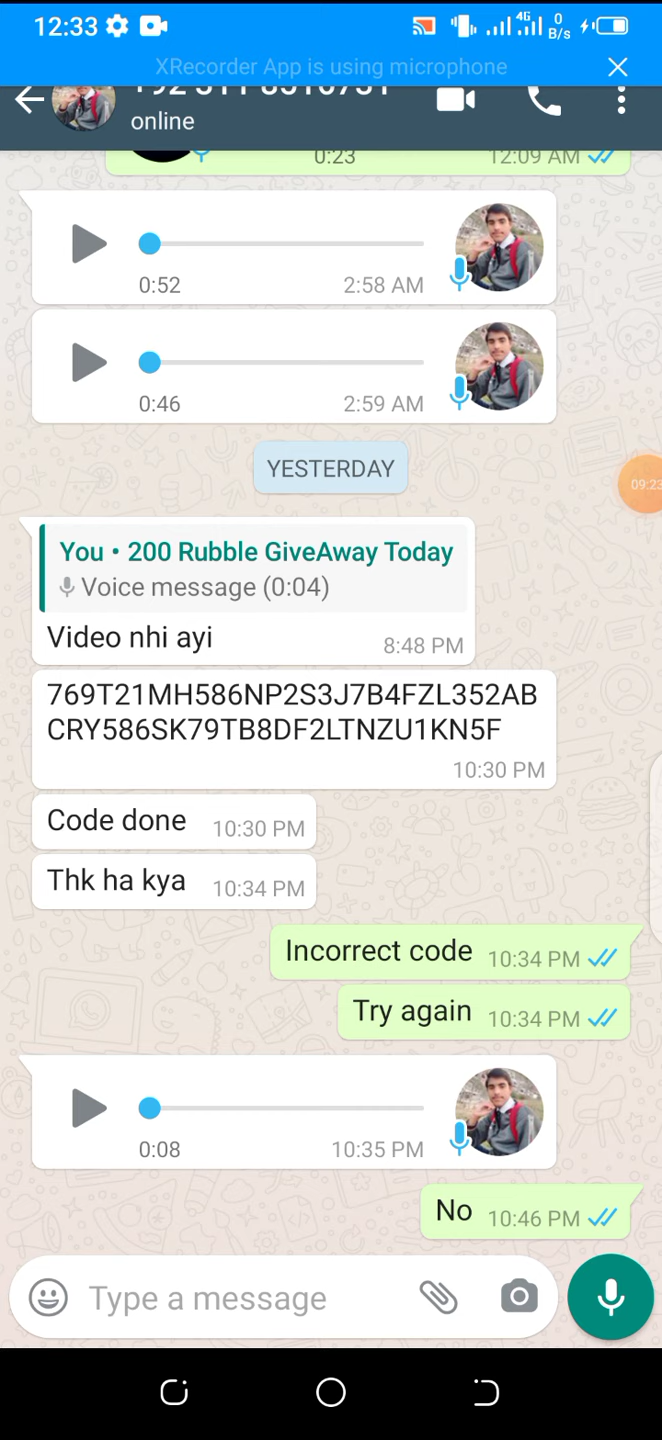 12:33
4G
0
B/s
XRecorder App is using microphone
online
0:23 12:09 AM
0:52 2:58 AM
0:46 2:59 AM
YESTERDAY
09:23
You • 200 Rubble GiveAway Today
Voice message (0:04)
Video nhi ayi 8:48 PM
769T21MH586NP2S3J7B4FZL352AB
CRY586SK79TB8DF2LTNZU1KN5F
10:30 PM
Code done 10:30 PM
Thk ha kya 10:34 PM
Incorrect code 10:34 PM
Try again 10:34 PM
0:08 10:35 PM
No 10:46 PM
Type a message